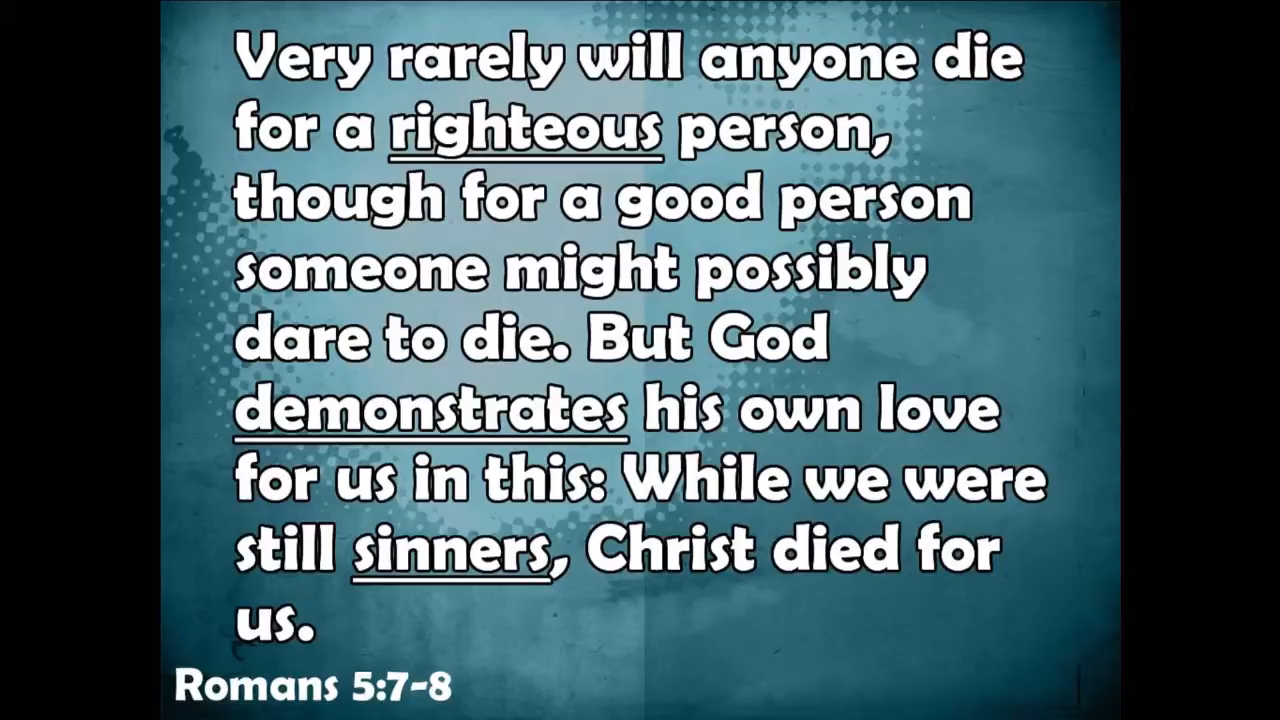 Very rarely will anyone die
for a righteous person,
though for a good person
someone might possibly
dare to die. But God
demonstrates his own love
for us in this: While we were
still sinners, Christ died for
us.
Romans 5:7-8